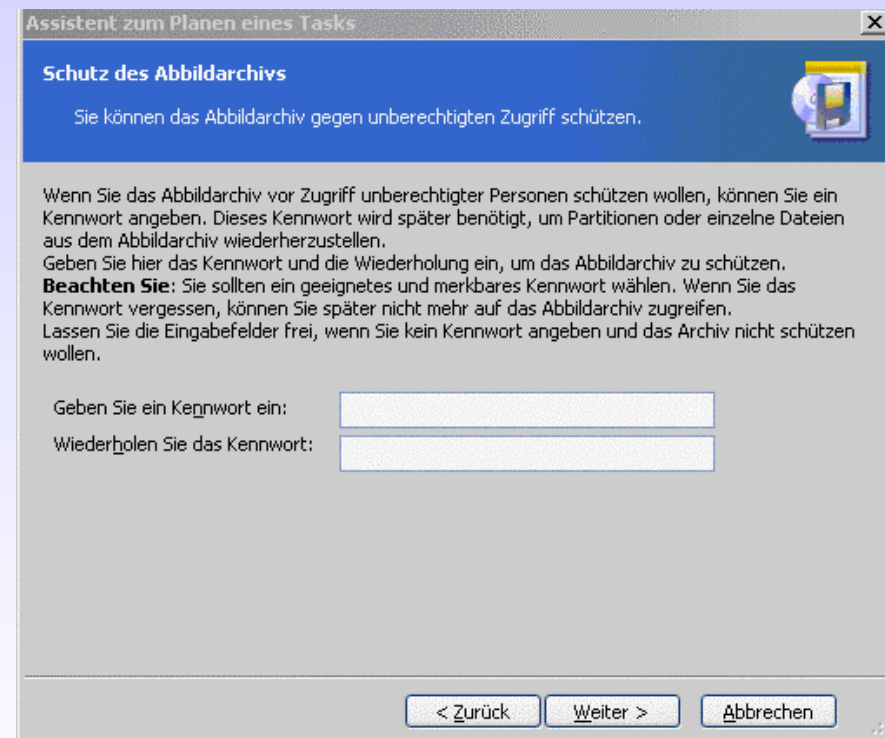 Assistent zum Planen eines Tasks
Schutz des Abbildarchivs
Sie können das Abbildarchiv gegen unberechtigten Zugriff schützen.
Wenn Sie das Abbildarchiv vor Zugriff unberechtigter Personen schützen wollen, können Sie ein
Kennwort angeben. Dieses Kennwort wird später benötigt, um Partitionen oder einzelne Dateien
aus dem Abbildarchiv wiederherzustellen.
Geben Sie hier das Kennwort und die Wiederholung ein, um das Abbildarchiv zu schützen.
Beachten Sie: Sie sollten ein geeignetes und merkbares Kennwort wählen. Wenn Sie das
Kennwort vergessen, können Sie später nicht mehr auf das Abbildarchiv zugreifen.
Lassen Sie die Eingabefelder frei, wenn Sie kein Kennwort angeben und das Archiv nicht schützen
wollen.
Geben Sie ein Kennwort ein:
Wiederholen Sie das Kennwort:
< Zurück
Weiter >
Abbrechen